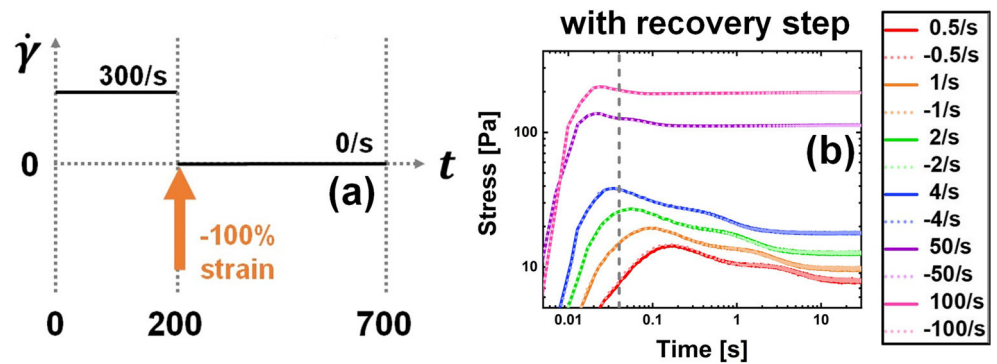 γ̇
300/s
0
0/s
t
(a)
-100%
strain
0
200
700
with recovery step
Stress [Pa]
100
10
(b)
0.01
0.1
1
10
Time [s]
0.5/s
-0.5/s
1/s
-1/s
2/s
-2/s
4/s
-4/s
50/s
-50/s
100/s
-100/s